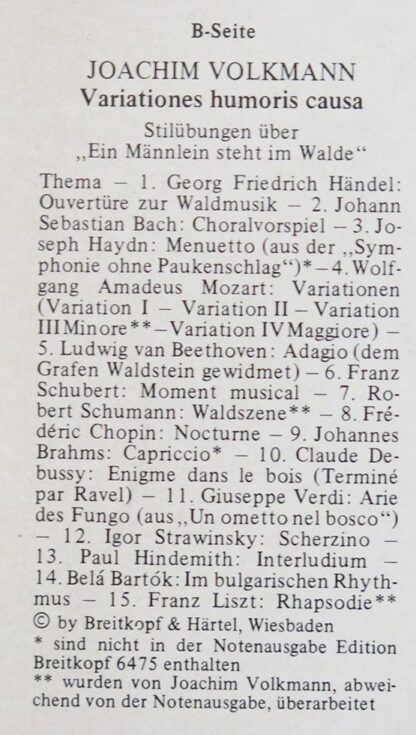 B-Seite
JOACHIM VOLKMANN
Variationes humoris causa
Stilübungen über
„Ein Männlein steht im Walde“
Thema – 1. Georg Friedrich Händel:
Ouvertüre zur Waldmusik – 2. Johann
Sebastian Bach: Choralvorspiel – 3. Jo-
seph Haydn: Menuetto (aus der „Sym-
phonie ohne Paukenschlag“)* – 4. Wolf-
gang Amadeus Mozart: Variationen
(Variation I – Variation II – Variation
III Minore** – Variation IV Maggiore) –
5. Ludwig van Beethoven: Adagio (dem
Grafen Waldstein gewidmet) – 6. Franz
Schubert: Moment musical – 7. Ro-
bert Schumann: Waldszene** – 8. Fré-
déric Chopin: Nocturne – 9. Johannes
Brahms: Capriccio* – 10. Claude De-
bussy: Enigme dans le bois (Terminé
par Ravel) – 11. Giuseppe Verdi: Arie
des Fungo (aus „Un ometto nel bosco“)
– 12. Igor Strawinsky: Scherzino –
13. Paul Hindemith: Interludium –
14. Belá Bartók: Im bulgarischen Rhyth-
mus – 15. Franz Liszt: Rhapsodie**
© by Breitkopf & Härtel, Wiesbaden
* sind nicht in der Notenausgabe Edition
Breitkopf 6475 enthalten
** wurden von Joachim Volkmann, abwei-
chend von der Notenausgabe, überarbeitet